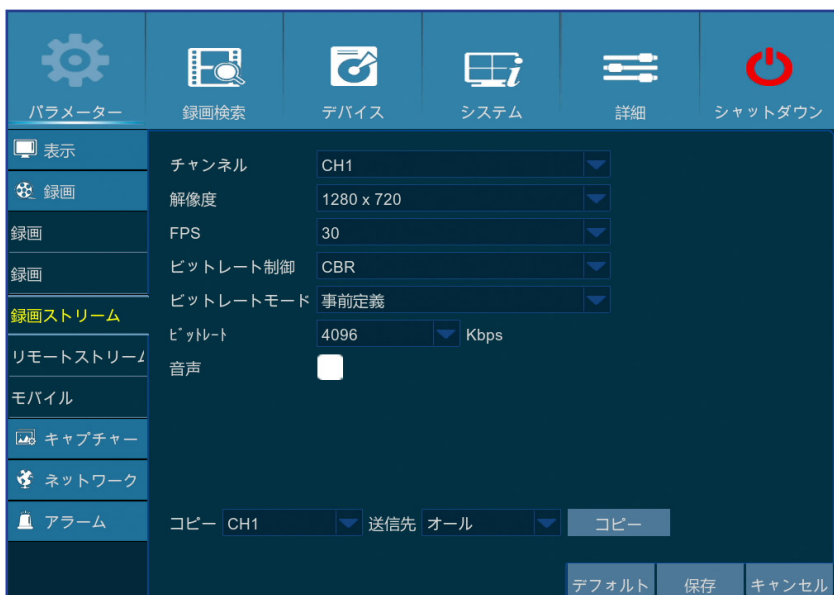 パラメーター
録画検索
デバイス
システム
詳細
シャットダウン
表示
録画
録画
録画
録画ストリーム
リモートストリーム
モバイル
キャプチャー
ネットワーク
アラーム
チャンネル CH1
解像度 1280 x 720
FPS 30
ビットレート制御 CBR
ビットレートモード 事前定義
ﾋﾞｯﾄﾚｰﾄ 4096 Kbps
音声
コピー CH1 送信先 オール コピー
デフォルト 保存 キャンセル